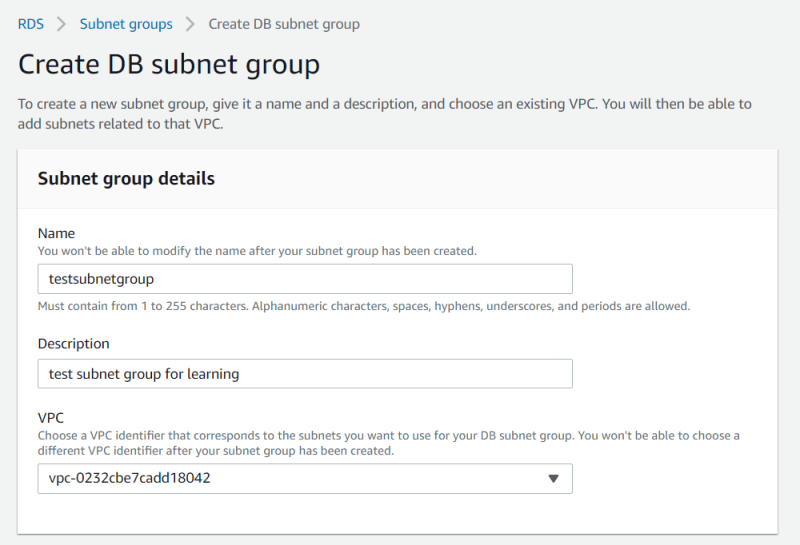 RDS > Subnet groups > Create DB subnet group
Create DB subnet group
To create a new subnet group, give it a name and a description, and choose an existing VPC. You will then be able to
add subnets related to that VPC.
Subnet group details
Name
You won't be able to modify the name after your subnet group has been created.
testsubnetgroup
Must contain from 1 to 255 characters. Alphanumeric characters, spaces, hyphens, underscores, and periods are allowed.
Description
test subnet group for learning
VPC
Choose a VPC identifier that corresponds to the subnets you want to use for your DB subnet group. You won't be able to choose a
different VPC identifier after your subnet group has been created.
vpc-0232cbe7cadd18042